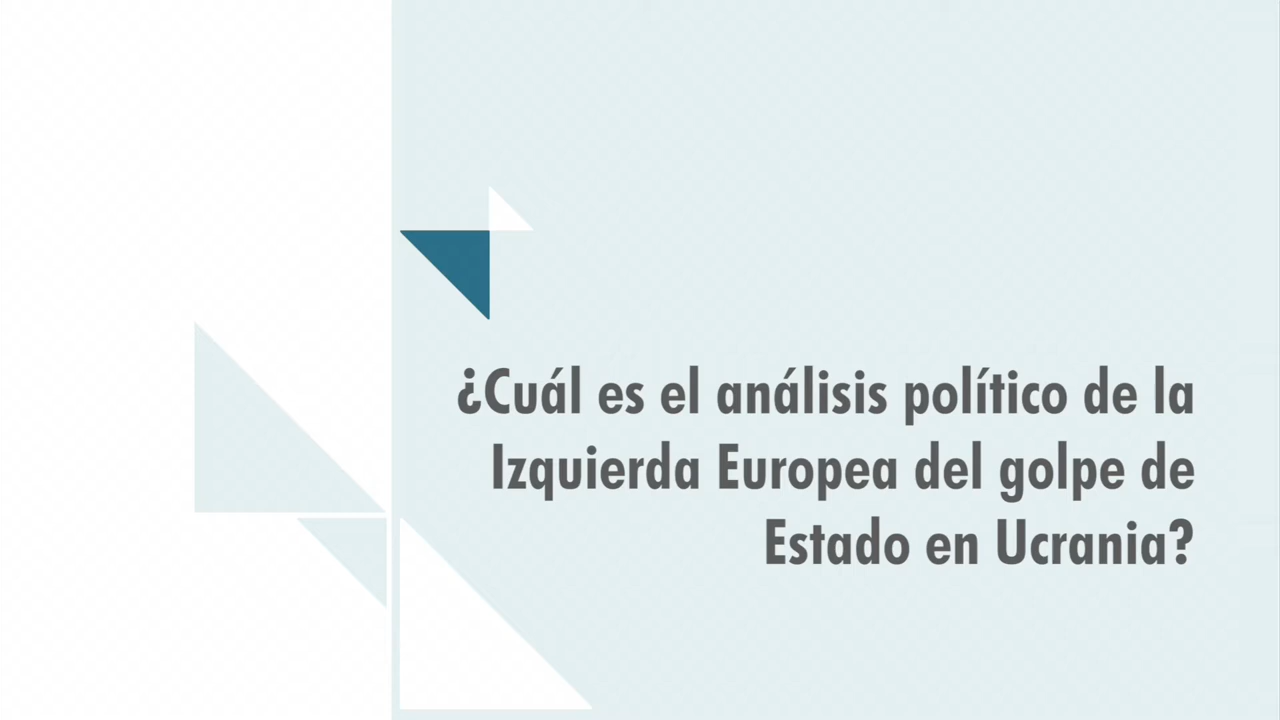 ¿Cuál es el análisis político de la
Izquierda Europea del golpe de
Estado en Ucrania?